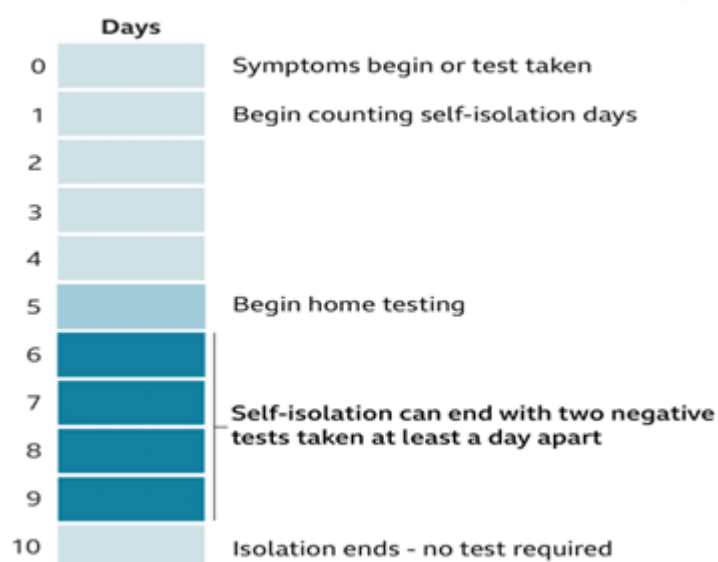 Days
0 Symptoms begin or test taken
1 Begin counting self-isolation days
2
3
4
5 Begin home testing
6
7
Self-isolation can end with two negative
tests taken at least a day apart
8
9
10 Isolation ends - no test required